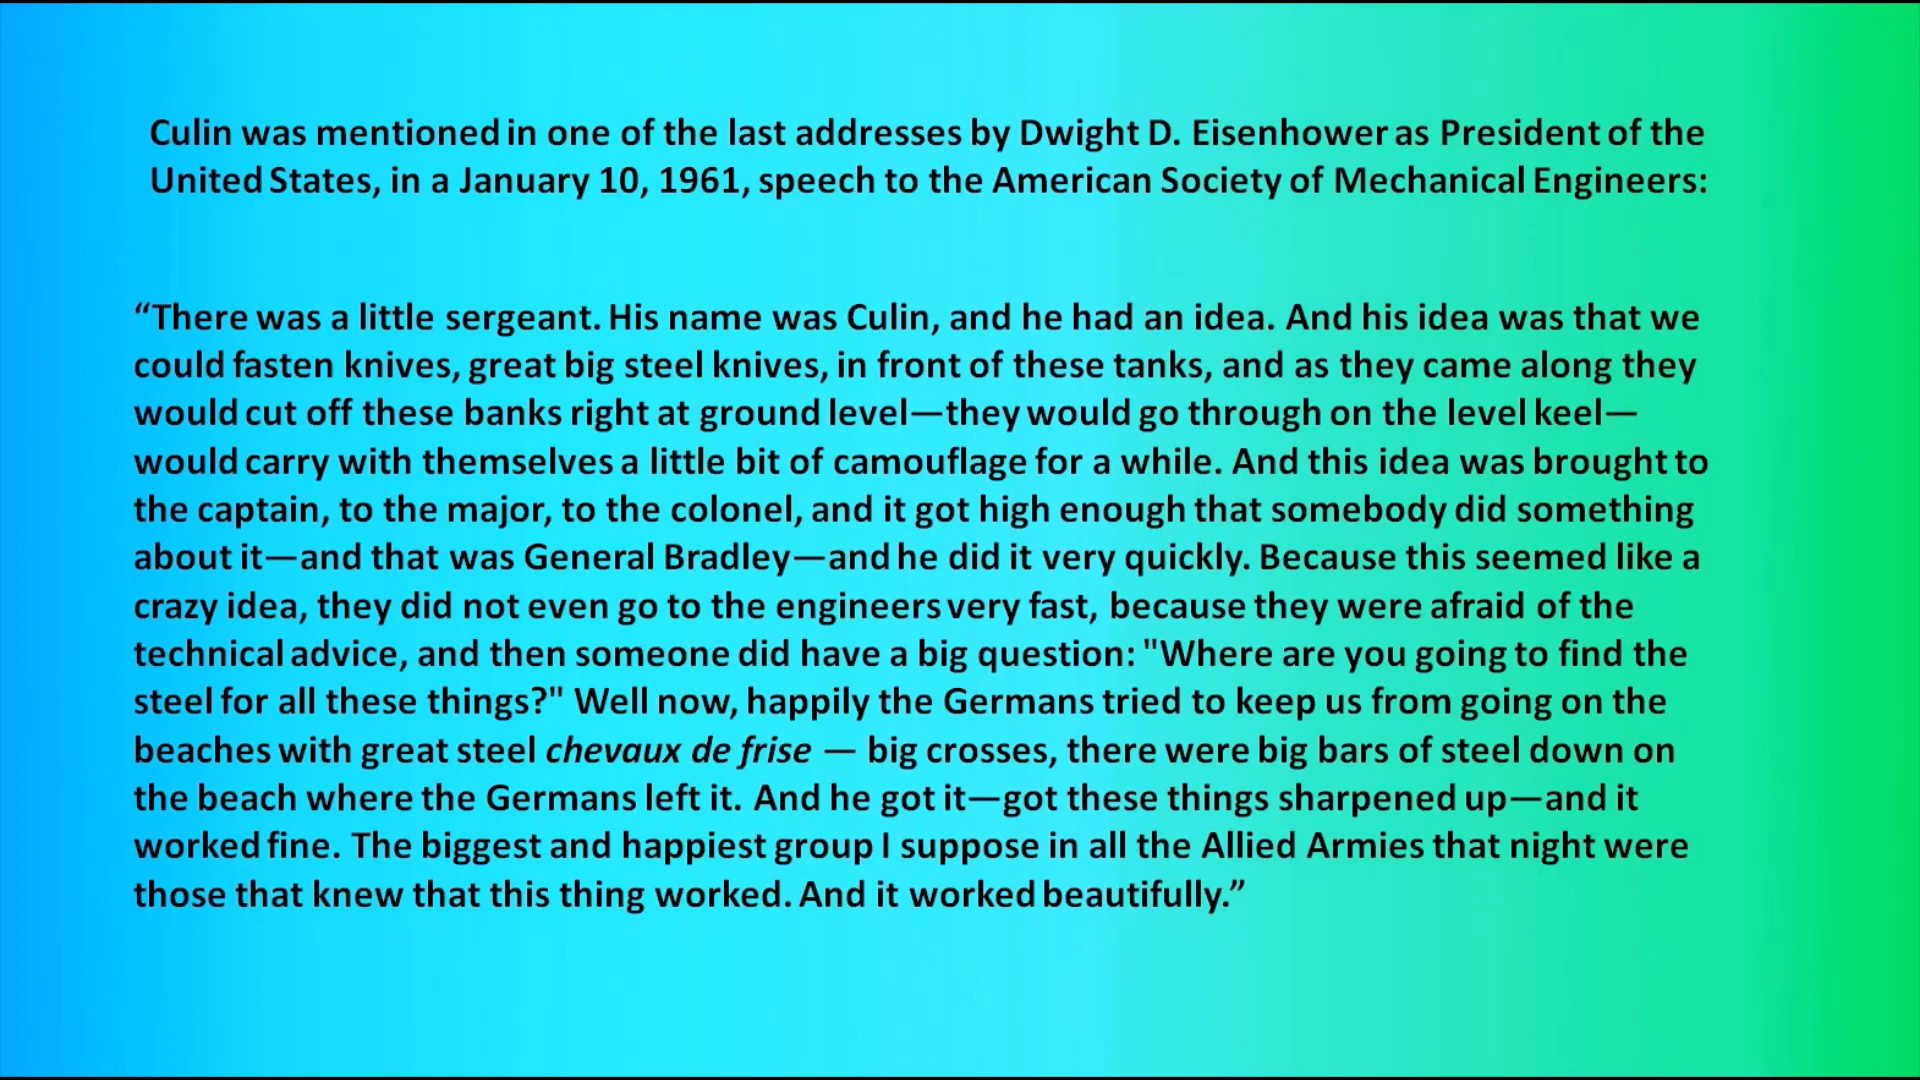 Culin was mentioned in one of the last addresses by Dwight D. Eisenhower as President of the
United States, in a January 10, 1961, speech to the American Society of Mechanical Engineers:
“There was a little sergeant. His name was Culin, and he had an idea. And his idea was that we
could fasten knives, great big steel knives, in front of these tanks, and as they came along they
would cut off these banks right at ground level—they would go through on the level keel—
would carry with themselves a little bit of camouflage for a while. And this idea was brought to
the captain, to the major, to the colonel, and it got high enough that somebody did something
about it—and that was General Bradley—and he did it very quickly. Because this seemed like a
crazy idea, they did not even go to the engineers very fast, because they were afraid of the
technical advice, and then someone did have a big question: "Where are you going to find the
steel for all these things?" Well now, happily the Germans tried to keep us from going on the
beaches with great steel chevaux de frise — big crosses, there were big bars of steel down on
the beach where the Germans left it. And he got it—got these things sharpened up—and it
worked fine. The biggest and happiest group I suppose in all the Allied Armies that night were
those that knew that this thing worked. And it worked beautifully.”